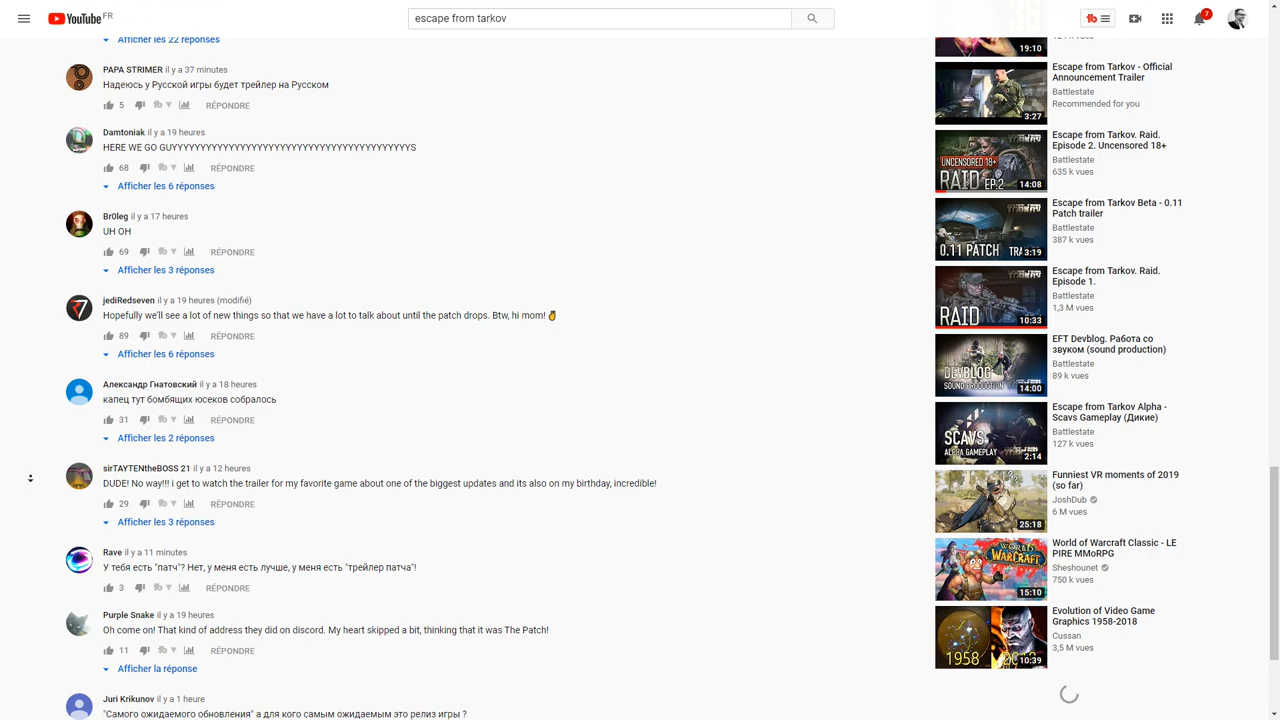 YouTube FR
escape from tarkov
7
Afficher les 22 réponses
PAPA STRIMER il y a 37 minutes
Надеюсь у Русской игры будет трейлер на Русском
5 RÉPONDRE
Damtoniak il y a 19 heures
HERE WE GO GUYYYYYYYYYYYYYYYYYYYYYYYYYYYYYYYYYYYYYYYYS
68 RÉPONDRE
Afficher les 6 réponses
Br0leg il y a 17 heures
UH OH
69 RÉPONDRE
Afficher les 3 réponses
jediRedseven il y a 19 heures (modifié)
Hopefully we'll see a lot of new things so that we have a lot to talk about until the patch drops. Btw, hi mom!
89 RÉPONDRE
Afficher les 6 réponses
Александр Гнатовский il y a 18 heures
капец тут бомбящих юсеков собралось
31 RÉPONDRE
Afficher les 2 réponses
sirTAYTENtheBOSS 21 il y a 12 heures
DUDE! No way!!! i get to watch the trailer for my favorite game about one of the biggest updates and its also on my birthday, incredible!
29 RÉPONDRE
Afficher les 3 réponses
Rave il y a 11 minutes
У тебя есть "патч"? Нет, у меня есть лучше, у меня есть "трейлер патча"!
3 RÉPONDRE
Purple Snake il y a 19 heures
Oh come on! That kind of address they did on discord. My heart skipped a bit, thinking that it was The Patch!
11 RÉPONDRE
Afficher la réponse
Juri Krikunov il y a 1 heure
"Самого ожидаемого обновления" а для кого самым ожидаемым это релиз игры ?
19:10
Escape from Tarkov - Official
Announcement Trailer
Battlestate
Recommended for you
3:27
Escape from Tarkov. Raid.
Episode 2. Uncensored 18+
Battlestate
635 k vues
UNCENSORED 18+
RAID EP.2
14:08
Escape from Tarkov Beta - 0.11
Patch trailer
Battlestate
387 k vues
0.11 PATCH
3:19
Escape from Tarkov. Raid.
Episode 1.
Battlestate
1,3 M vues
RAID
10:33
EFT Devblog. Работа со
звуком (sound production)
Battlestate
89 k vues
DEVBLOG
SOUND PRODUCTION
14:00
Escape from Tarkov Alpha -
Scavs Gameplay (Дикие)
Battlestate
127 k vues
SCAVS
ALPHA GAMEPLAY
2:14
Funniest VR moments of 2019
(so far)
JoshDub
6 M vues
25:18
World of Warcraft Classic - LE
PIRE MMoRPG
Sheshounet
750 k vues
WORLD OF WARCRAFT
15:10
Evolution of Video Game
Graphics 1958-2018
Cussan
3,5 M vues
1958
10:39